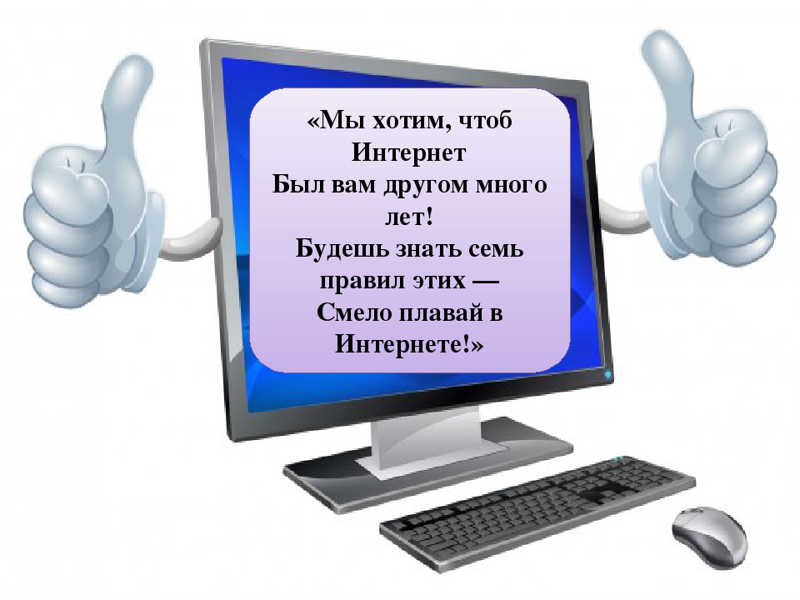 «Мы хотим, чтоб
Интернет
Был вам другом много
лет!
Будешь знать семь
правил этих —
Смело плавай в
Интернете!»